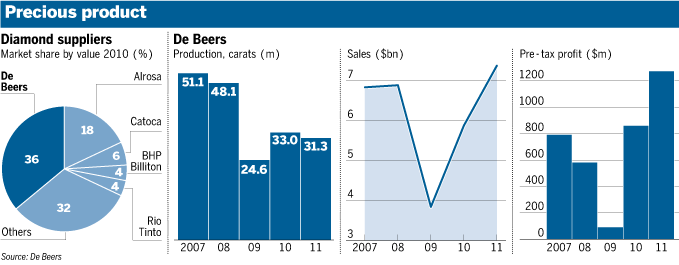 Precious product
Diamond suppliers
Market share by value 2010 (%)
De
Beers
Alrosa
Catoca
BHP
Billiton
Rio
Tinto
Others
36
18
6
4
4
32
Source: De Beers
De Beers
Production, carats (m)
51.1
48.1
24.6
33.0
31.3
2007 08 09 10 11
Sales ($bn)
7
6
5
4
3
2007 08 09 10 11
Pre-tax profit ($m)
1200
1000
800
600
400
200
0
2007 08 09 10 11